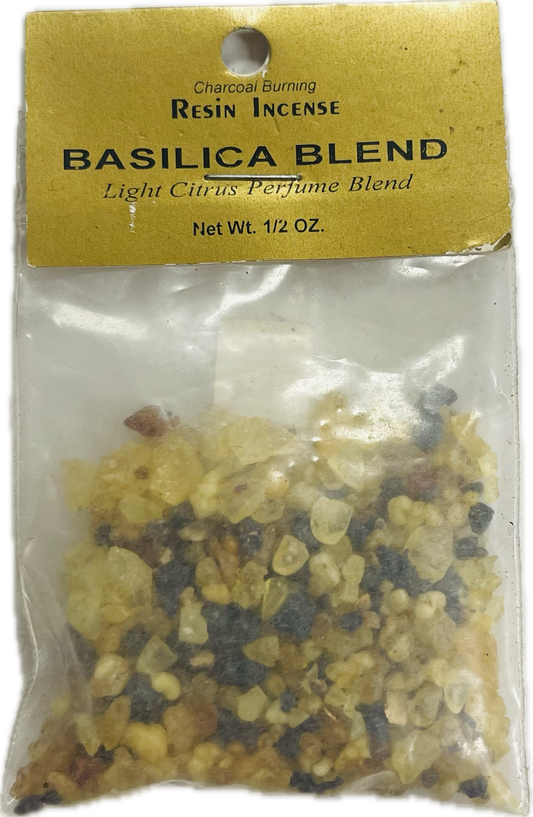 Charcoal Burning
Resin Incense
BASILICA BLEND
Light Citrus Perfume Blend
Net Wt. 1/2 OZ.